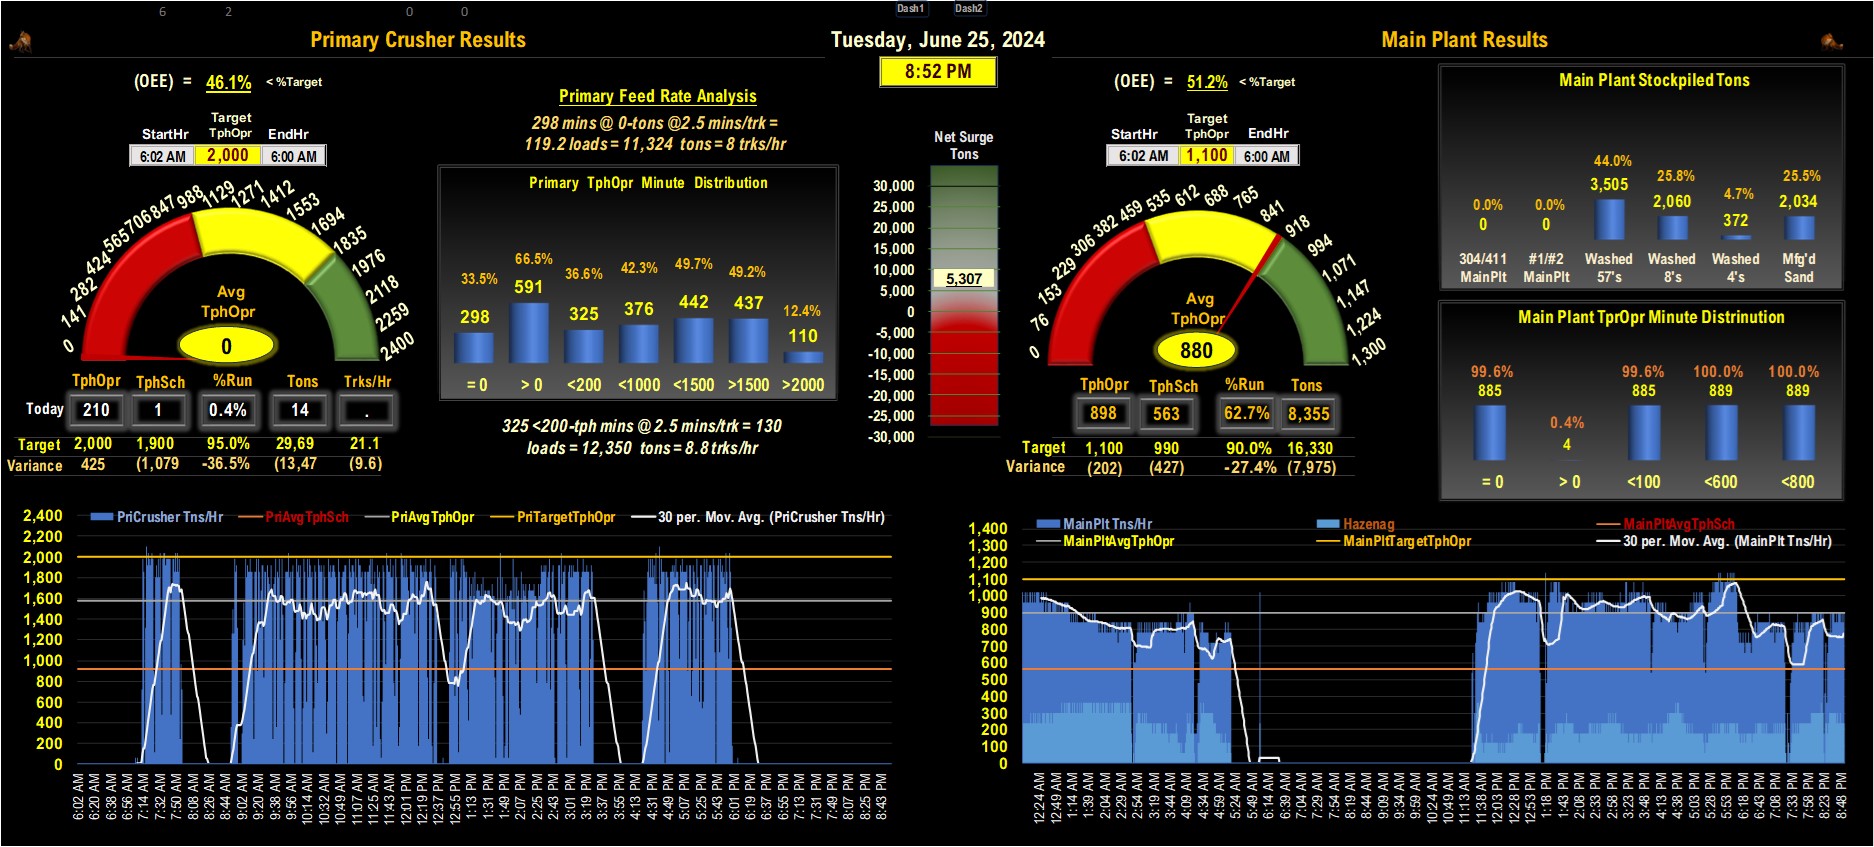 6 2 0 0 Dash1 Dash2
Primary Crusher Results
Tuesday, June 25, 2024
Main Plant Results
8:52 PM
(OEE) = 46.1% < %Target
Target
StartHr TphOpr EndHr
6:02 AM 2,000 6:00 AM
0 141 282 424 565 706 847 988 1129 1271 1412 1553 1694 1835 1976 2118 2259 2400
Avg
TphOpr
0
TphOpr TphSch %Run Tons Trks/Hr
Today 210 1 0.4% 14 .
Target 2,000 1,900 95.0% 29,69 21.1
Variance 425 (1,079 -36.5% (13,47 (9.6)
Primary Feed Rate Analysis
298 mins @ 0-tons @2.5 mins/trk =
119.2 loads = 11,324 tons = 8 trks/hr
Primary TphOpr Minute Distribution
33.5% 66.5% 36.6% 42.3% 49.7% 49.2% 12.4%
298 591 325 376 442 437 110
= 0 > 0 <200 <1000 <1500 >1500 >2000
325 <200-tph mins @ 2.5 mins/trk = 130
loads = 12,350 tons = 8.8 trks/hr
Net Surge
Tons
30,000
25,000
20,000
15,000
10,000
5,307
5,000
0
-5,000
-10,000
-15,000
-20,000
-25,000
-30,000
(OEE) = 51.2% < %Target
Target
StartHr TphOpr EndHr
6:02 AM 1,100 6:00 AM
0 76 153 229 306 382 459 535 612 688 765 841 918 994 1,071 1,147 1,224 1,300
Avg
TphOpr
880
TphOpr TphSch %Run Tons
898 563 62.7% 8,355
Target 1,100 990 90.0% 16,330
Variance (202) (427) -27.4% (7,975)
Main Plant Stockpiled Tons
0.0% 0.0% 44.0% 25.8% 4.7% 25.5%
0 0 3,505 2,060 372 2,034
304/411 #1/#2 Washed Washed Washed Mfg'd
MainPlt MainPlt 57's 8's 4's Sand
Main Plant TprOpr Minute Distrinution
99.6% 0.4% 99.6% 100.0% 100.0%
885 4 885 889 889
= 0 > 0 <100 <600 <800
PriCrusher Tns/Hr PriAvgTphSch PriAvgTphOpr PriTargetTphOpr 30 per. Mov. Avg. (PriCrusher Tns/Hr)
2,400
2,200
2,000
1,800
1,600
1,400
1,200
1,000
800
600
400
200
0
6:02 AM 6:20 AM 6:38 AM 6:56 AM 7:14 AM 7:32 AM 7:50 AM 8:08 AM 8:26 AM 8:44 AM 9:02 AM 9:20 AM 9:38 AM 9:56 AM 10:14 AM 10:32 AM 10:49 AM 11:07 AM 11:25 AM 11:43 AM 12:01 PM 12:19 PM 12:37 PM 12:55 PM 1:13 PM 1:31 PM 1:49 PM 2:07 PM 2:25 PM 2:43 PM 3:01 PM 3:19 PM 3:37 PM 3:55 PM 4:13 PM 4:31 PM 4:49 PM 5:07 PM 5:25 PM 5:43 PM 6:01 PM 6:19 PM 6:37 PM 6:55 PM 7:13 PM 7:31 PM 7:49 PM 8:07 PM 8:25 PM 8:43 PM
MainPlt Tns/Hr Hazenag MainPltAvgTphSch
MainPltAvgTphOpr MainPltTargetTphOpr 30 per. Mov. Avg. (MainPlt Tns/Hr)
1,400
1,300
1,200
1,100
1,000
900
800
700
600
500
400
300
200
100
0
12:24 AM 12:49 AM 1:14 AM 1:39 AM 2:04 AM 2:29 AM 2:54 AM 3:19 AM 3:44 AM 4:09 AM 4:34 AM 4:59 AM 5:24 AM 5:49 AM 6:14 AM 6:39 AM 7:04 AM 7:29 AM 7:54 AM 8:19 AM 8:44 AM 9:09 AM 9:34 AM 9:59 AM 10:24 AM 10:49 AM 11:13 AM 11:38 AM 12:03 PM 12:28 PM 12:53 PM 1:18 PM 1:43 PM 2:08 PM 2:33 PM 2:58 PM 3:23 PM 3:48 PM 4:13 PM 4:38 PM 5:03 PM 5:28 PM 5:53 PM 6:18 PM 6:43 PM 7:08 PM 7:33 PM 7:58 PM 8:23 PM 8:48 PM